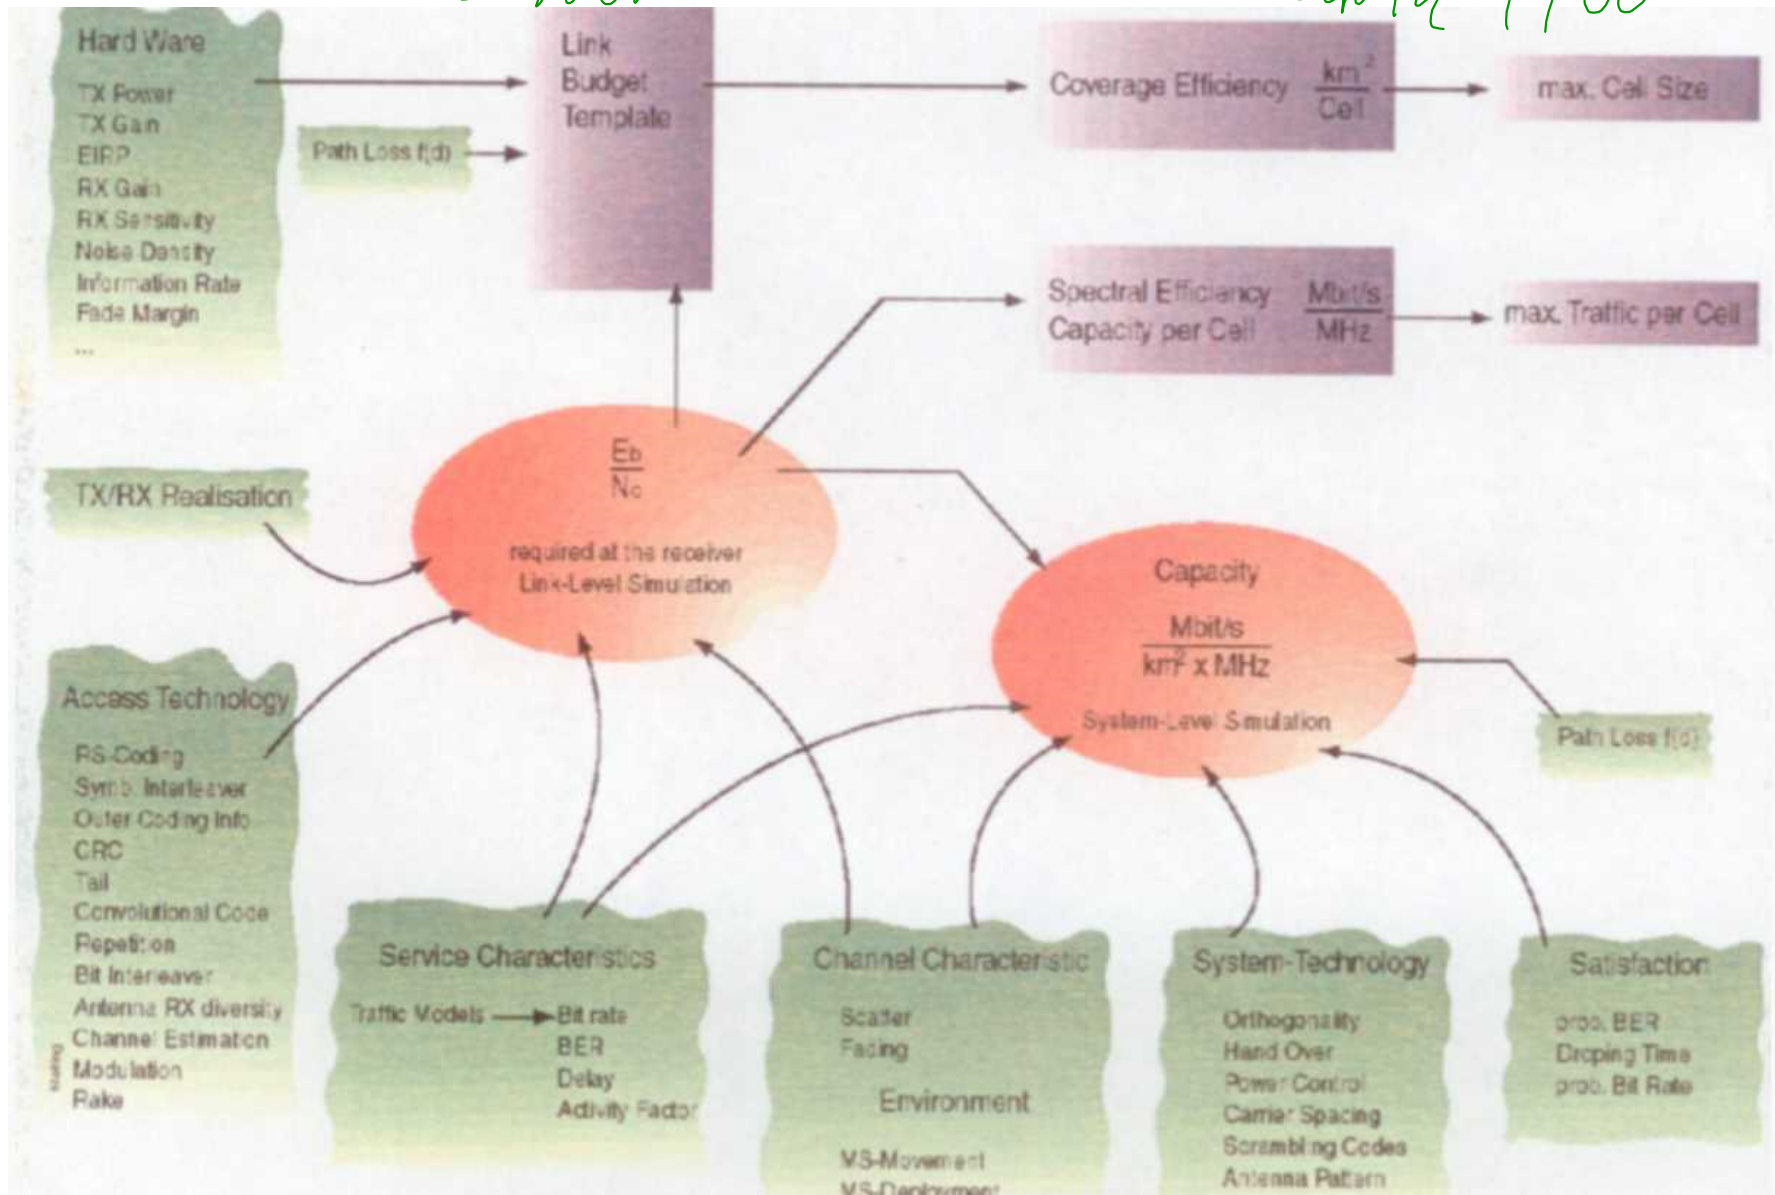 Hard Ware
TX Power
TX Gain
EIRP
RX Gain
RX Sensitivity
Noise Density
Information Rate
Fade Margin
...
Path Loss f(d)
Link
Budget
Template
Coverage Efficiency km²/Cell
max. Cell Size
Spectral Efficiency Mbit/s
Capacity per Cell MHz
max. Traffic per Cell
TX/RX Realisation
Eb
No
required at the receiver
Link-Level Simulation
Capacity
Mbit/s
km² x MHz
System-Level Simulation
Path Loss f(d)
Access Technology
RS-Coding
Symb. Interleaver
Outer Coding Info
CRC
Tail
Convolutional Code
Repetition
Bit Interleaver
Antenna RX diversity
Channel Estimation
Modulation
Rake
Service Characteristics
Traffic Models
Bit rate
BER
Delay
Activity Factor
Channel Characteristic
Scatter
Fading
Environment
MS-Movement
MS-Deployment
System-Technology
Orthogonality
Hand Over
Power Control
Carrier Spacing
Scrambling Codes
Antenna Pattern
Satisfaction
prob. BER
Droping Time
prob. Bit Rate